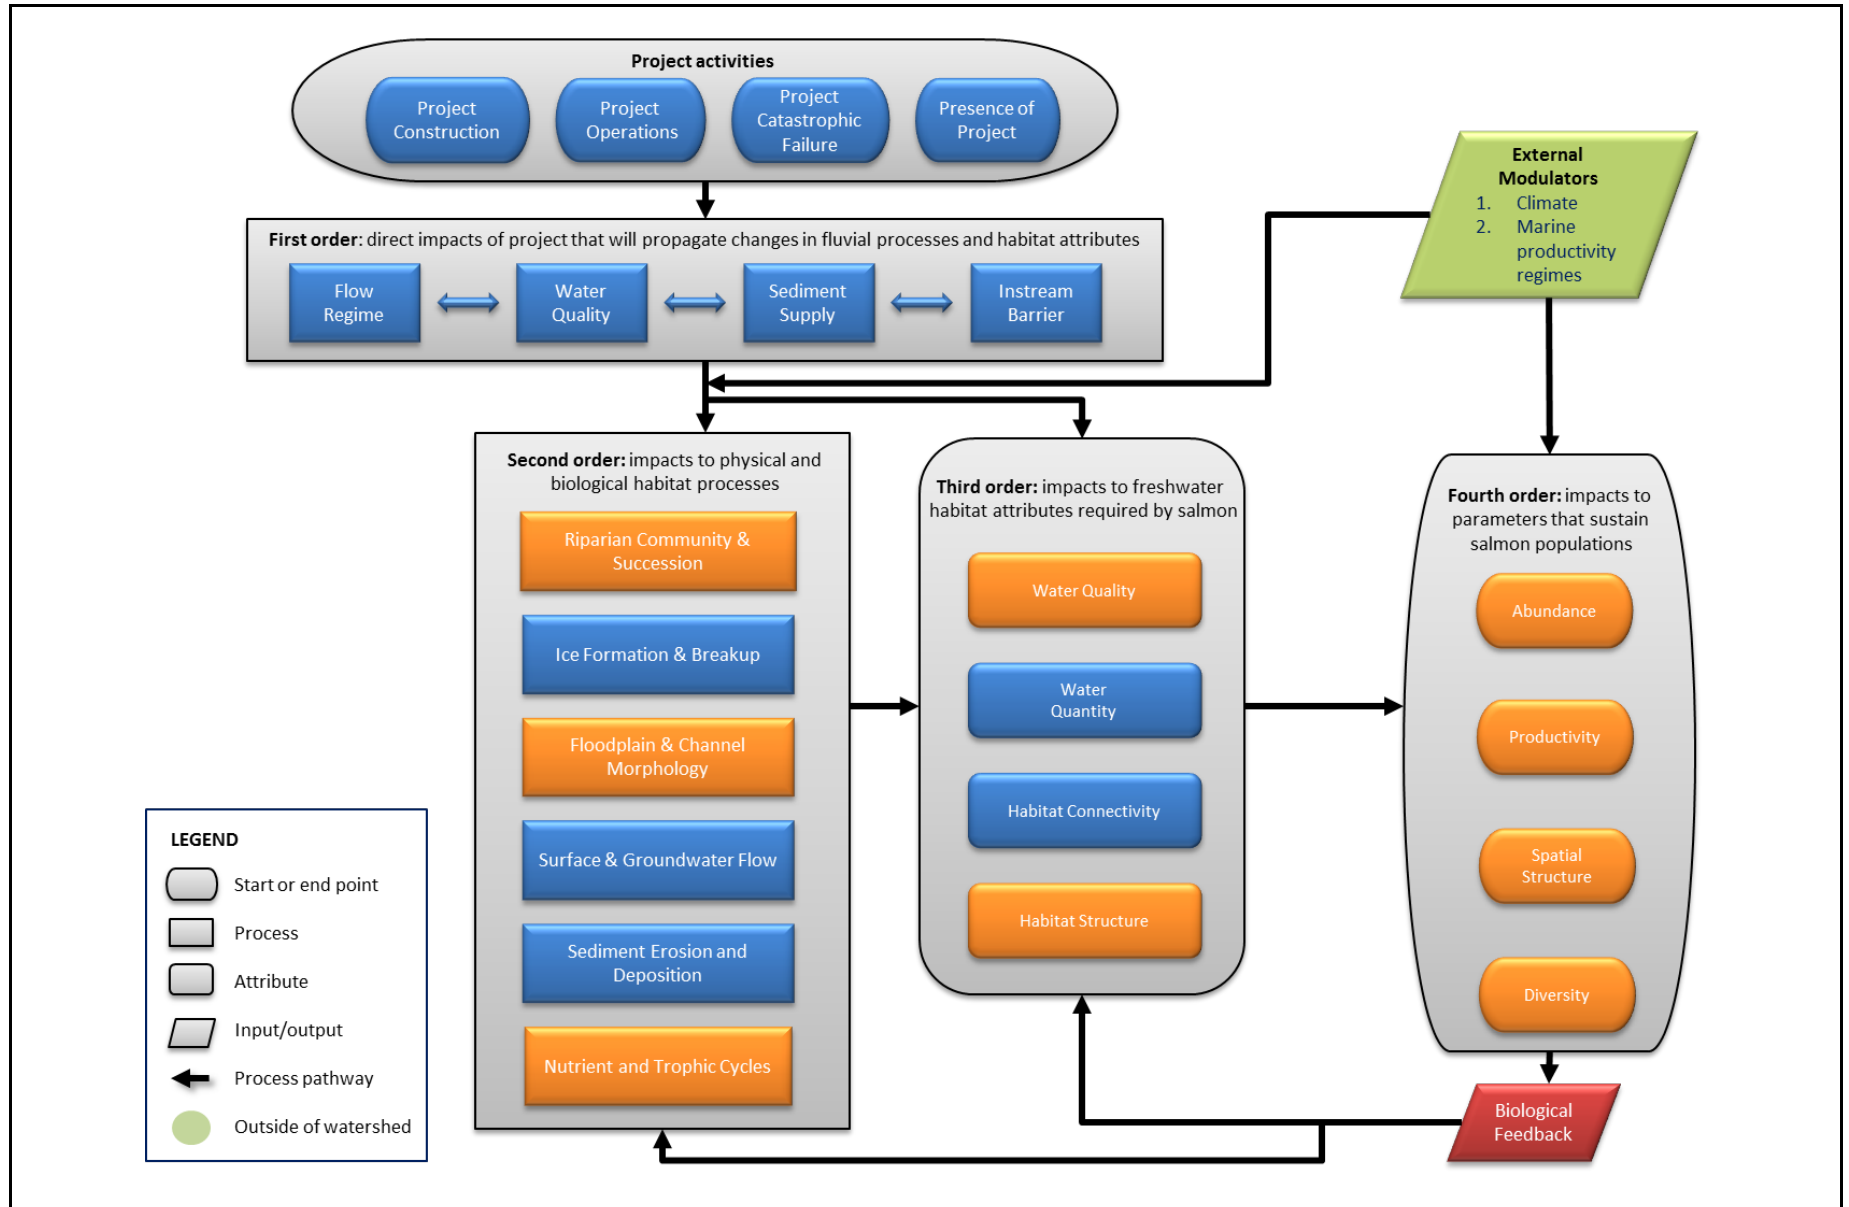 Project activities
Project
Construction
Project
Operations
Project
Catastrophic
Failure
Presence of
Project
External
Modulators
1. Climate
2. Marine
productivity
regimes
First order: direct impacts of project that will propagate changes in fluvial processes and habitat attributes
Flow
Regime
Water
Quality
Sediment
Supply
Instream
Barrier
Second order: impacts to physical and
biological habitat processes
Riparian Community &
Succession
Ice Formation & Breakup
Floodplain & Channel
Morphology
Surface & Groundwater Flow
Sediment Erosion and
Deposition
Nutrient and Trophic Cycles
Third order: impacts to freshwater
habitat attributes required by salmon
Water Quality
Water
Quantity
Habitat Connectivity
Habitat Structure
Fourth order: impacts to
parameters that sustain
salmon populations
Abundance
Productivity
Spatial
Structure
Diversity
Biological
Feedback
LEGEND
Start or end point
Process
Attribute
Input/output
Process pathway
Outside of watershed